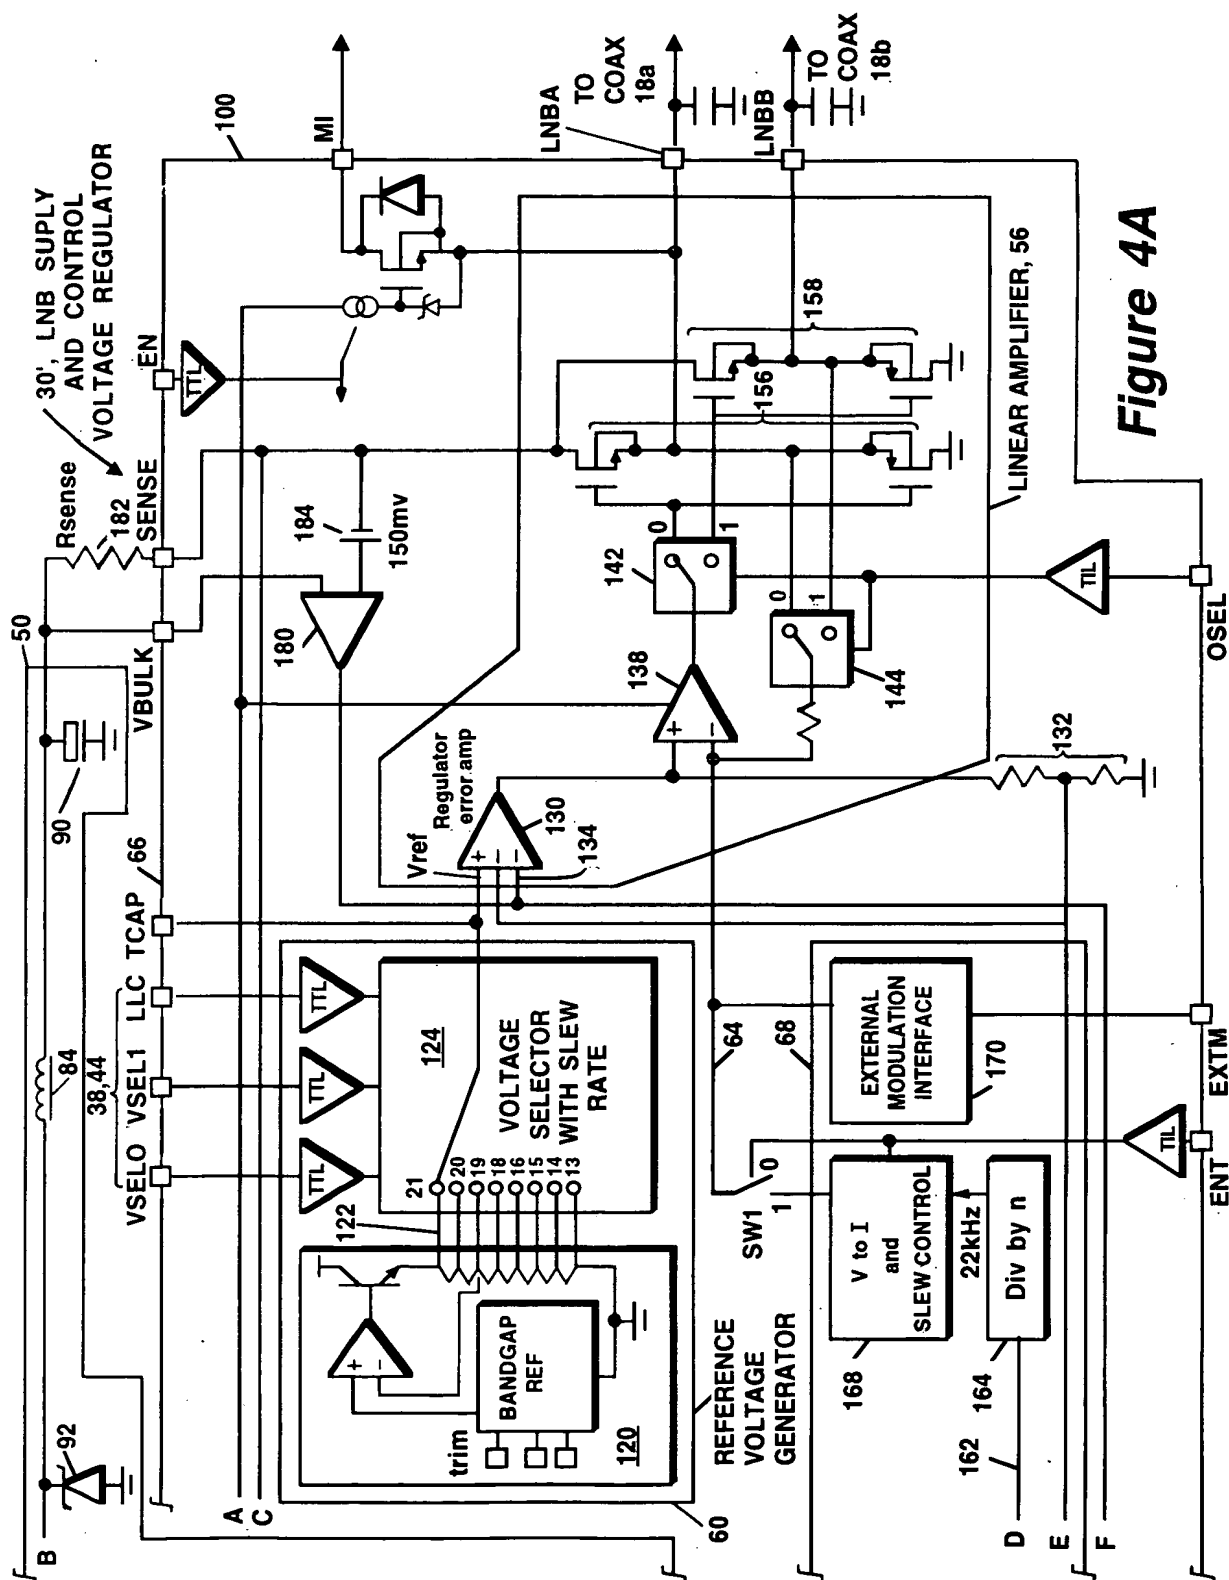 30', LNB SUPLY
AND CONTROL
VOLTAGE REGULATOR
100
MI
LNBA
TO
COAX
18a
LNBB
TO
COAX
18b
EN
TTL
SENSE
Rsense
182
VBULK
50
90
66
TCAP
LLC
VSEL1
VSELO
38,44
84
92
B
A
C
184
150mv
180
TTL
TTL
TTL
124
VOLTAGE
SELECTOR
WITH SLEW
RATE
21
20
19
18
16
15
14
13
122
+
−
BANDGAP
REF
trim
120
60
REFERENCE
VOLTAGE
GENERATOR
Vref
Regulator
error.amp
+
−
−
130
134
138
+
−
142
0
1
144
0
1
156
158
LINEAR AMPLIFIER, 56
132
64
68
SW1
1
0
EXTERNAL
MODULATION
INTERFACE
170
V to I
and
SLEW CONTROL
168
22kHz
Div by n
164
162
D
E
F
TIL
ENT
EXTM
TIL
OSEL
Figure 4A